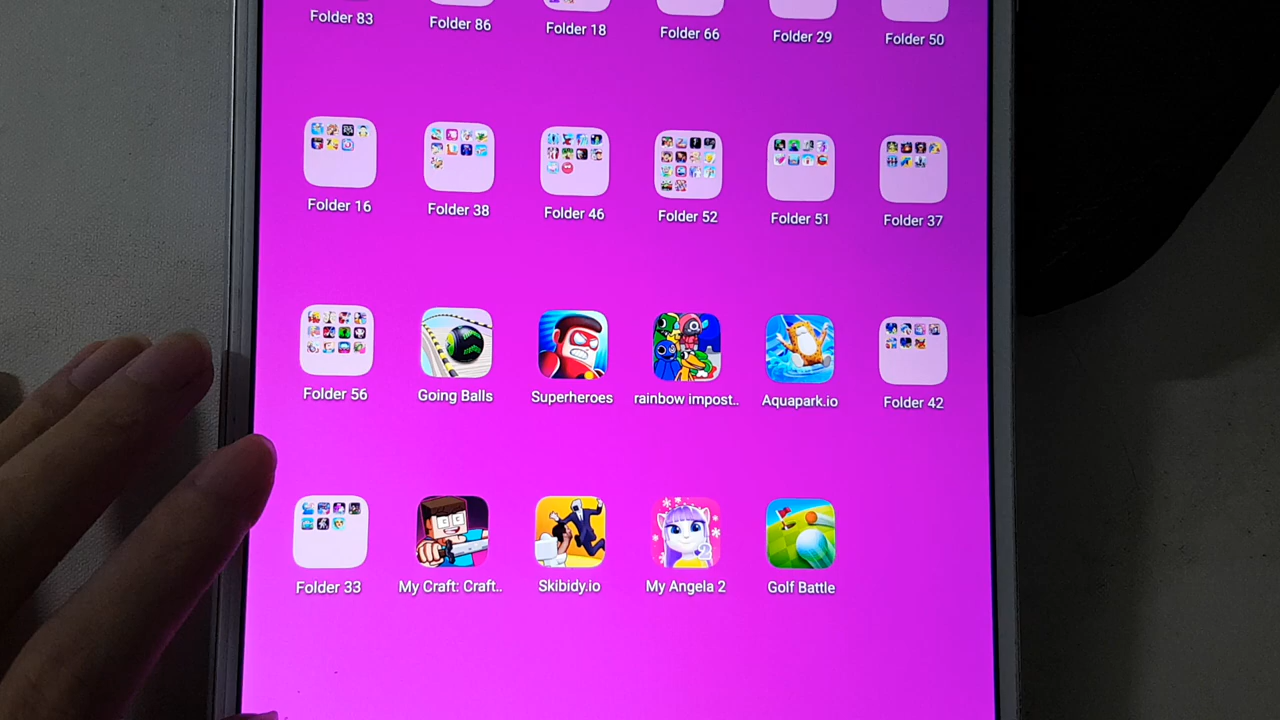 Folder 83
Folder 86
Folder 18
Folder 66
Folder 29
Folder 50
Folder 16
Folder 38
Folder 46
Folder 52
Folder 51
Folder 37
Folder 56
Going Balls
Superheroes
rainbow impost..
Aquapark.io
Folder 42
Folder 33
My Craft: Craft..
Skibidy.io
2
My Angela 2
Golf Battle